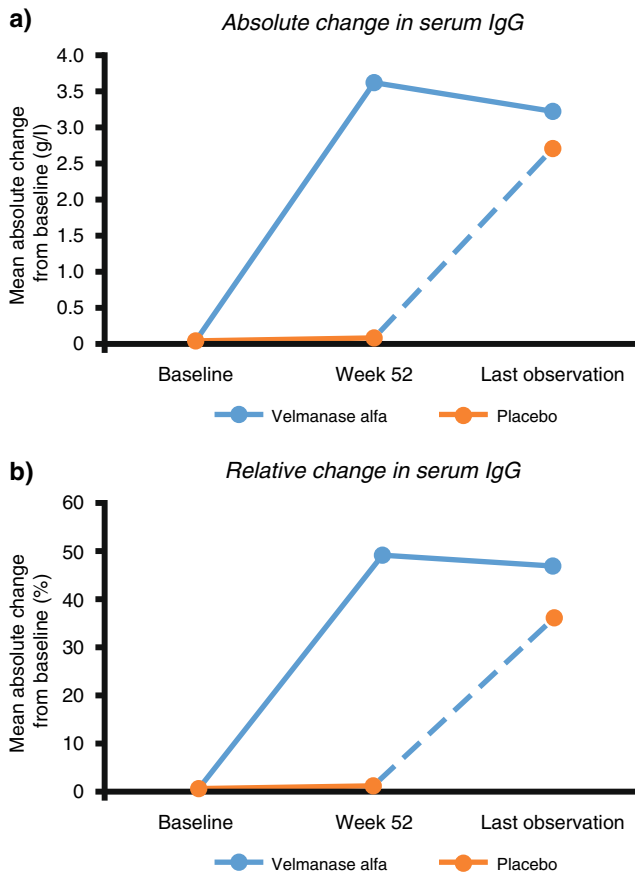 a)
Absolute change in serum IgG
Mean absolute change
from baseline (g/l)
4.0
3.5
3.0
2.5
2.0
1.5
1.0
0.5
0
Baseline
Week 52
Last observation
Velmanase alfa
Placebo
b)
Relative change in serum IgG
Mean absolute change
from baseline (%)
60
50
40
30
20
10
0
Baseline
Week 52
Last observation
Velmanase alfa
Placebo